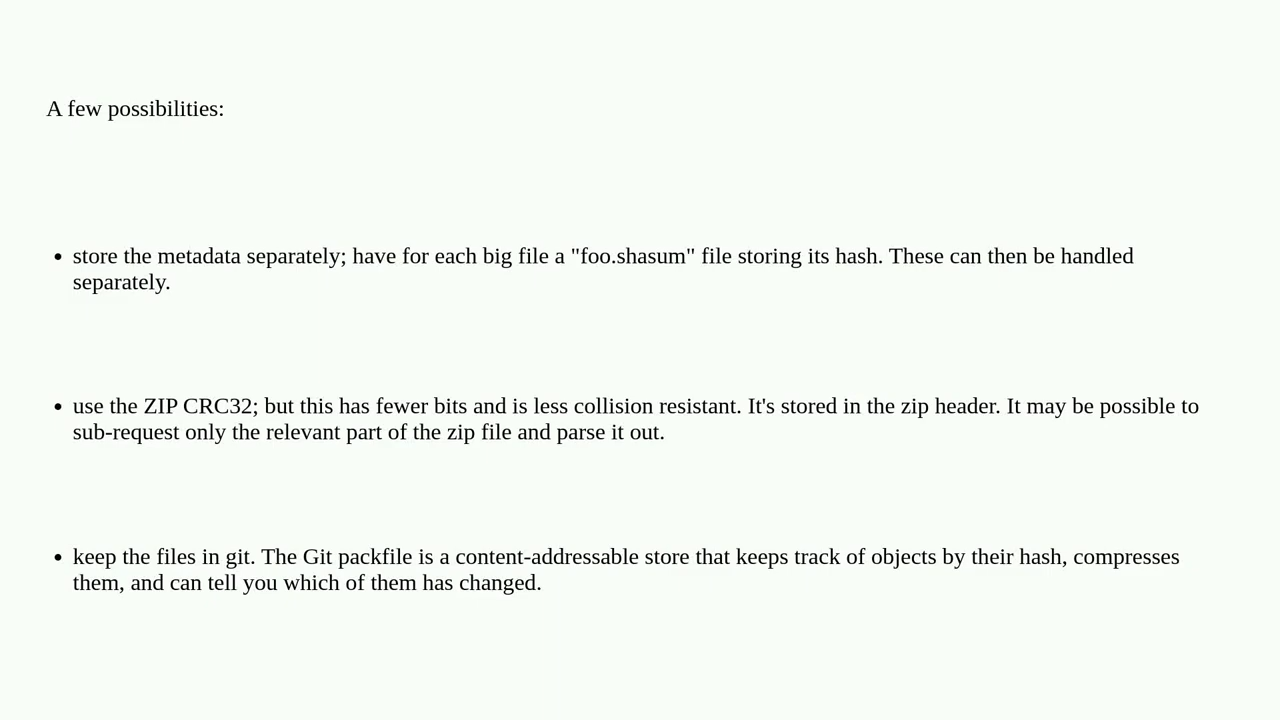 A few possibilities:
• store the metadata separately; have for each big file a "foo.shasum" file storing its hash. These can then be handled
separately.
• use the ZIP CRC32; but this has fewer bits and is less collision resistant. It's stored in the zip header. It may be possible to
sub-request only the relevant part of the zip file and parse it out.
• keep the files in git. The Git packfile is a content-addressable store that keeps track of objects by their hash, compresses
them, and can tell you which of them has changed.